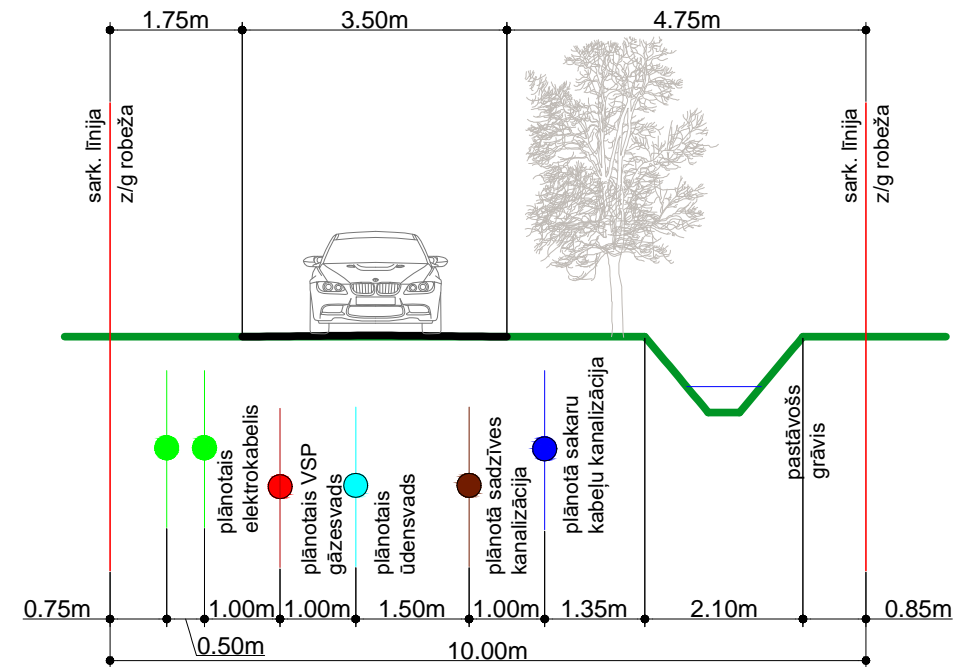 1.75m
3.50m
4.75m
sark. līnija
z/g robeža
sark. līnija
z/g robeža
plānotais
elektrokabelis
plānotais VSP
gāzesvads
plānotais
ūdensvads
plānotā sadzīves
kanalizācija
plānotā sakaru
kabeļu kanalizācija
pastāvošs
grāvis
0.75m
1.00m
1.00m
1.50m
1.00m
1.35m
2.10m
0.85m
0.50m
10.00m